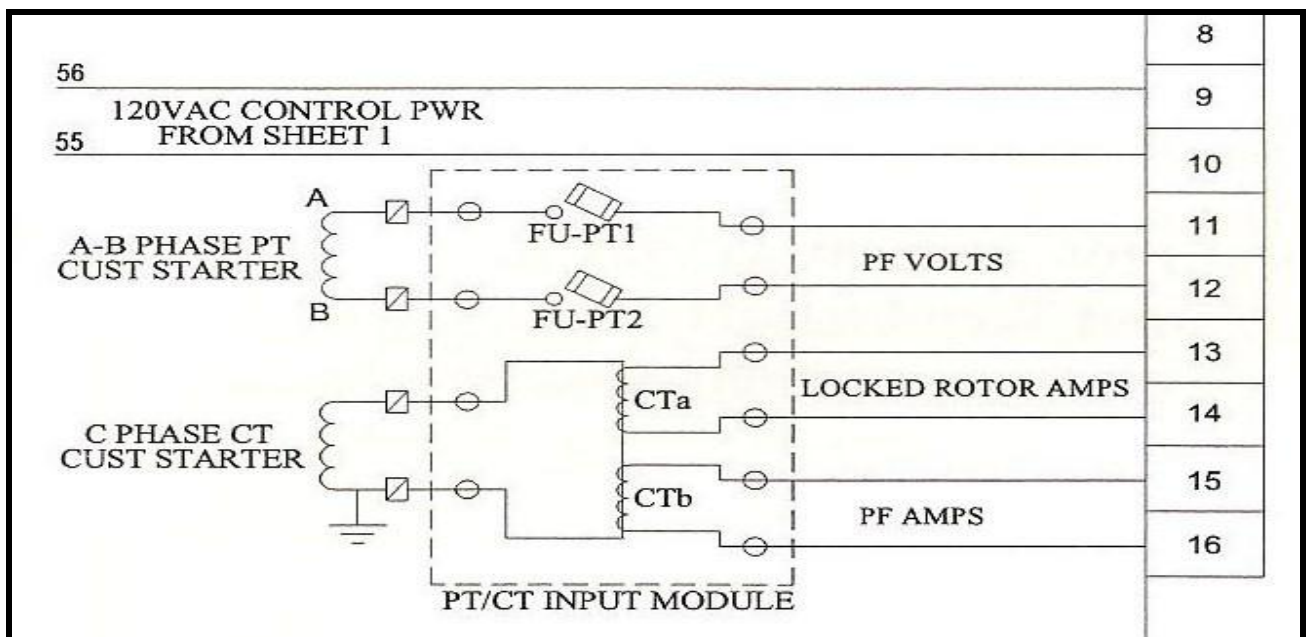 8
56
9
120VAC CONTROL PWR
FROM SHEET 1
55
10
A
FU-PT1
11
A-B PHASE PT
CUST STARTER
PF VOLTS
12
B
FU-PT2
13
CTa
LOCKED ROTOR AMPS
14
C PHASE CT
CUST STARTER
15
CTb
PF AMPS
16
PT/CT INPUT MODULE